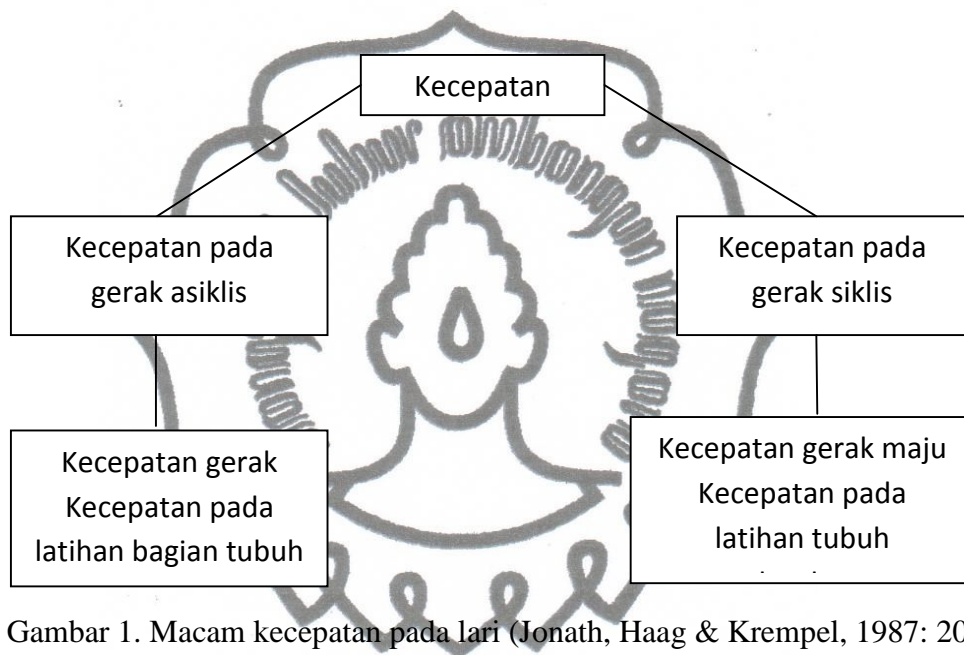 Kecepatan
Kecepatan pada
gerak asiklis
Kecepatan pada
gerak siklis
Kecepatan gerak
Kecepatan pada
latihan bagian tubuh
Kecepatan gerak maju
Kecepatan pada
latihan tubuh
Gambar 1. Macam kecepatan pada lari (Jonath, Haag & Krempel, 1987: 20